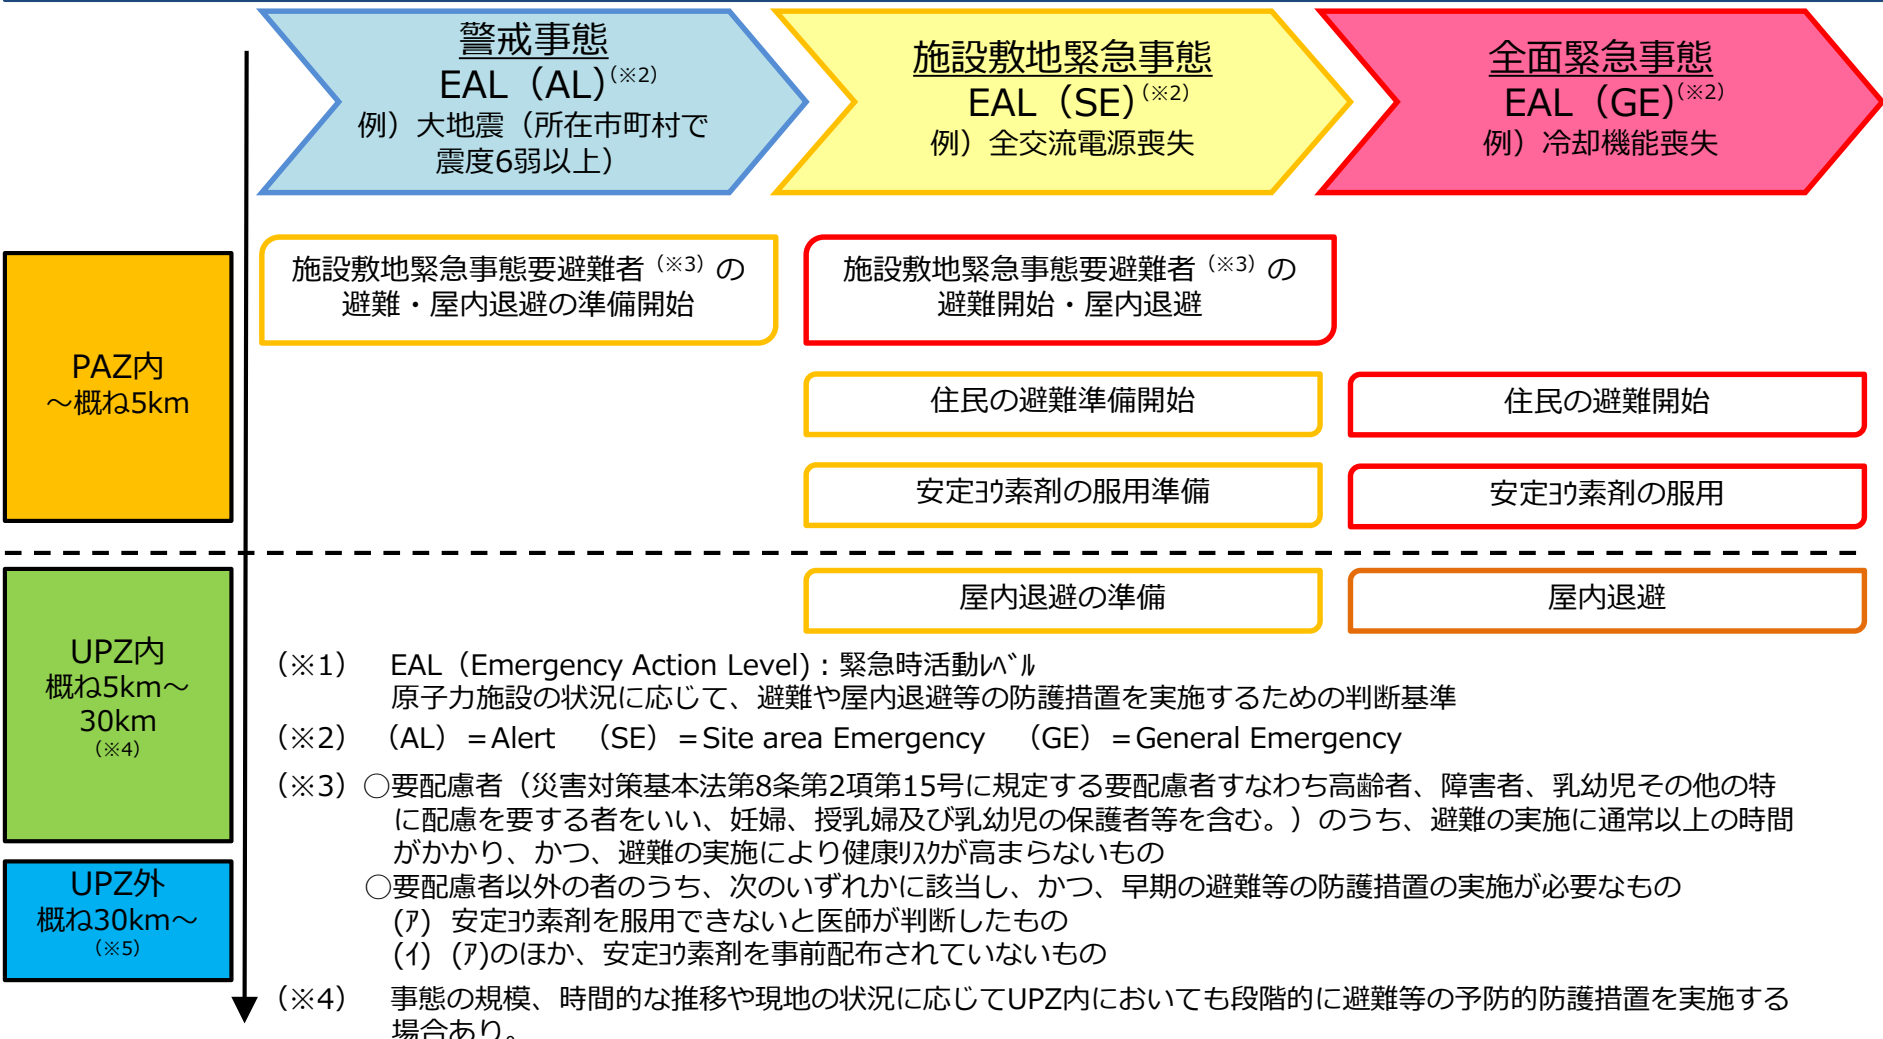 警戒事態
EAL（AL）(※2)
例）大地震（所在市町村で
震度6弱以上）
施設敷地緊急事態
EAL（SE）(※2)
例）全交流電源喪失
全面緊急事態
EAL（GE）(※2)
例）冷却機能喪失
PAZ内
～概ね5km
施設敷地緊急事態要避難者（※3）の
避難・屋内退避の準備開始
施設敷地緊急事態要避難者（※3）の
避難開始・屋内退避
住民の避難準備開始
住民の避難開始
安定ﾖｳ素剤の服用準備
安定ﾖｳ素剤の服用
UPZ内
概ね5km～
30km
（※4）
屋内退避の準備
屋内退避
UPZ外
概ね30km～
（※5）
（※1） EAL（Emergency Action Level)：緊急時活動ﾚﾍﾞﾙ
原子力施設の状況に応じて、避難や屋内退避等の防護措置を実施するための判断基準
（※2）（AL）＝Alert （SE）＝Site area Emergency （GE）＝General Emergency
（※3）○要配慮者（災害対策基本法第8条第2項第15号に規定する要配慮者すなわち高齢者、障害者、乳幼児その他の特
に配慮を要する者をいい、妊婦、授乳婦及び乳幼児の保護者等を含む。）のうち、避難の実施に通常以上の時間
がかかり、かつ、避難の実施により健康ﾘｽｸが高まらないもの
○要配慮者以外の者のうち、次のいずれかに該当し、かつ、早期の避難等の防護措置の実施が必要なもの
(ｱ) 安定ﾖｳ素剤を服用できないと医師が判断したもの
(ｲ) (ｱ)のほか、安定ﾖｳ素剤を事前配布されていないもの
（※4） 事態の規模、時間的な推移や現地の状況に応じてUPZ内においても段階的に避難等の予防的防護措置を実施する
場合あり。